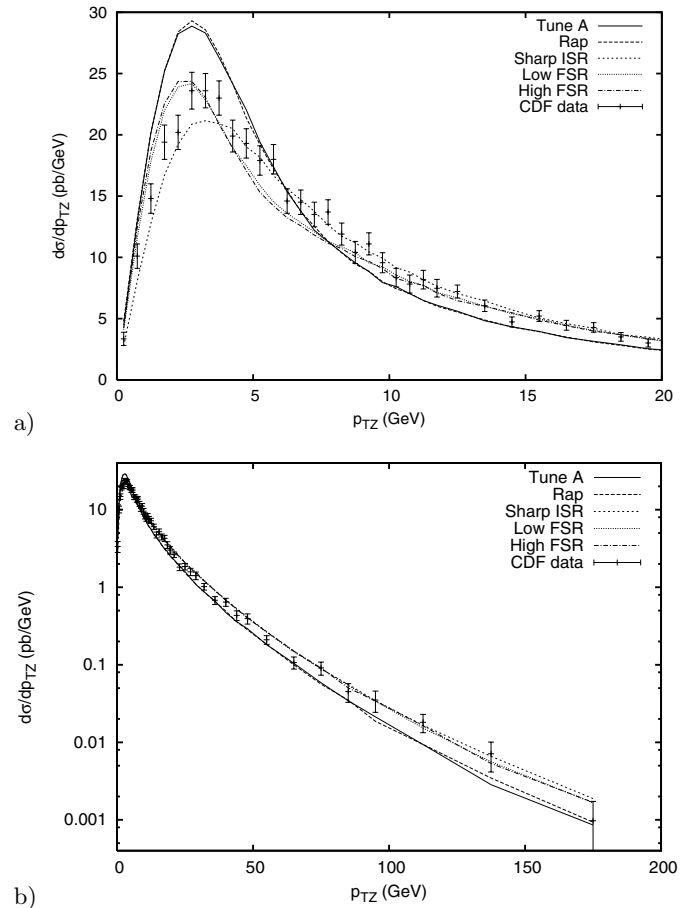 35
30
25
20
15
10
5
0
dσ/dp_TZ (pb/GeV)
Tune A
Rap
Sharp ISR
Low FSR
High FSR
CDF data
0 5 10 15 20
p_TZ (GeV)
a)
10
1
0.1
0.01
0.001
dσ/dp_TZ (pb/GeV)
Tune A
Rap
Sharp ISR
Low FSR
High FSR
CDF data
0 50 100 150 200
p_TZ (GeV)
b)